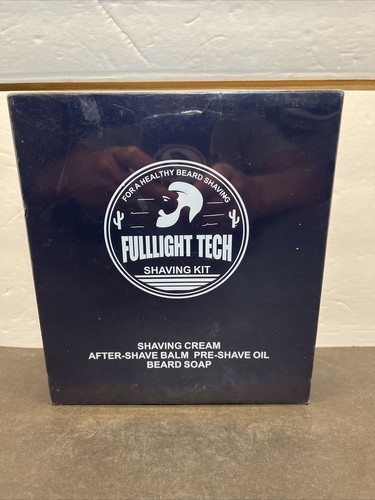 FOR A HEALTHY BEARD SHAVING
FULLLIGHT TECH
SHAVING KIT
SHAVING CREAM
AFTER-SHAVE BALM PRE-SHAVE OIL
BEARD SOAP